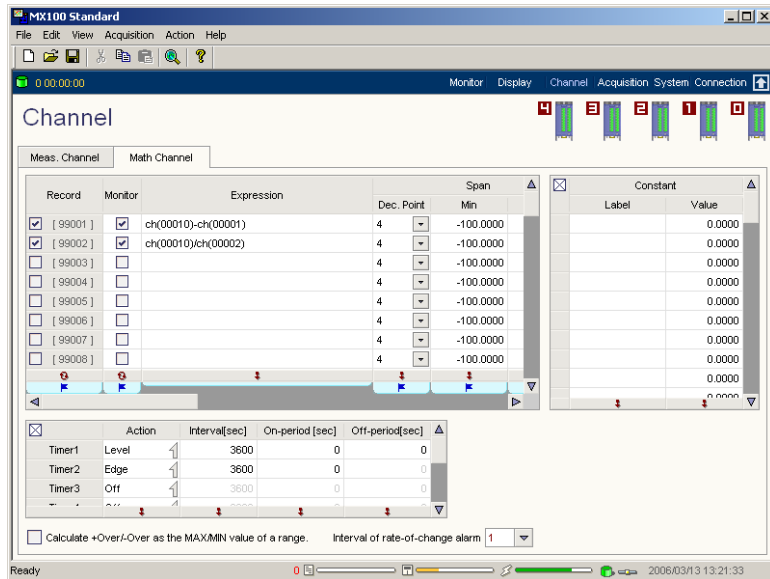 MX100 Standard
File Edit View Acquisition Action Help
0 00:00:00 Monitor Display Channel Acquisition System Connection
Channel 4 3 2 1 0
Meas. Channel Math Channel
Record Monitor Expression Span Constant
Dec. Point Min Label Value
[ 99001 ] ch(00010)-ch(00001) 4 -100.0000 0.0000
[ 99002 ] ch(00010)/ch(00002) 4 -100.0000 0.0000
[ 99003 ] 4 -100.0000 0.0000
[ 99004 ] 4 -100.0000 0.0000
[ 99005 ] 4 -100.0000 0.0000
[ 99006 ] 4 -100.0000 0.0000
[ 99007 ] 4 -100.0000 0.0000
[ 99008 ] 4 -100.0000 0.0000
0.0000
0.0000
Action Interval[sec] On-period [sec] Off-period[sec]
Timer1 Level 3600 0 0
Timer2 Edge 3600 0 0
Timer3 Off 3600 0 0
Calculate +Over/-Over as the MAX/MIN value of a range. Interval of rate-of-change alarm 1
Ready 0 2006/03/13 13:21:33